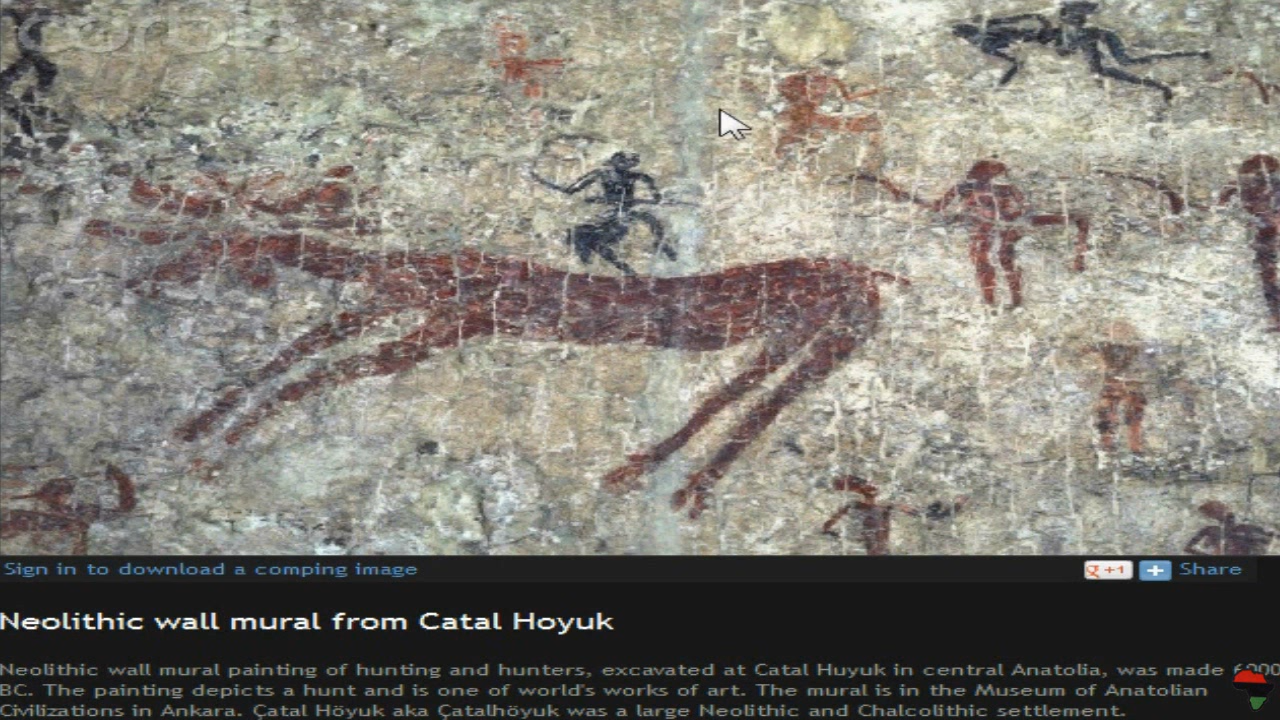 corbis
Sign in to download a comping image
g +1
+ Share
Neolithic wall mural from Catal Hoyuk
Neolithic wall mural painting of hunting and hunters, excavated at Catal Huyuk in central Anatolia, was made
BC. The painting depicts a hunt and is one of world's works of art. The mural is in the Museum of Anatolian
Civilizations in Ankara. Çatal Höyük aka Çatalhöyük was a large Neolithic and Chalcolithic settlement.